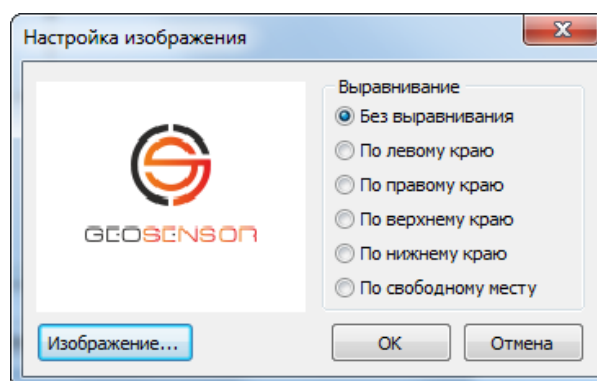 Настройка изображения
Выравнивание
Без выравнивания
По левому краю
По правому краю
По верхнему краю
По нижнему краю
По свободному месту
GEOSENSOR
Изображение...
OK
Отмена